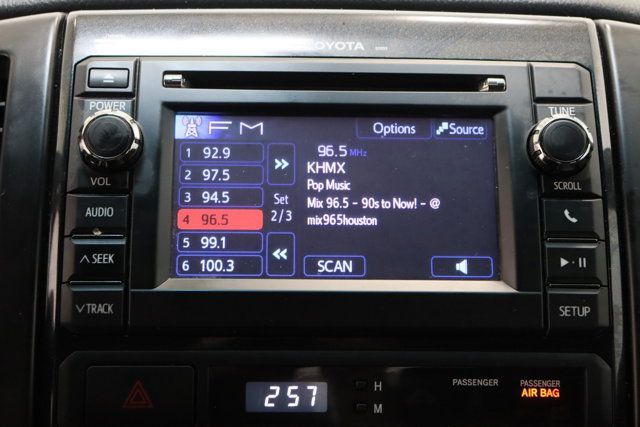 TOYOTA
POWER
VOL
AUDIO
∧ SEEK
∨ TRACK
FM
Options
Source
1 92.9
2 97.5
3 94.5
4 96.5
5 99.1
6 100.3
Set
2/3
96.5 MHz
KHMX
Pop Music
Mix 96.5 - 90s to Now! - @
mix965houston
SCAN
TUNE
SCROLL
SETUP
2:57
H
M
PASSENGER
PASSENGER
AIR BAG